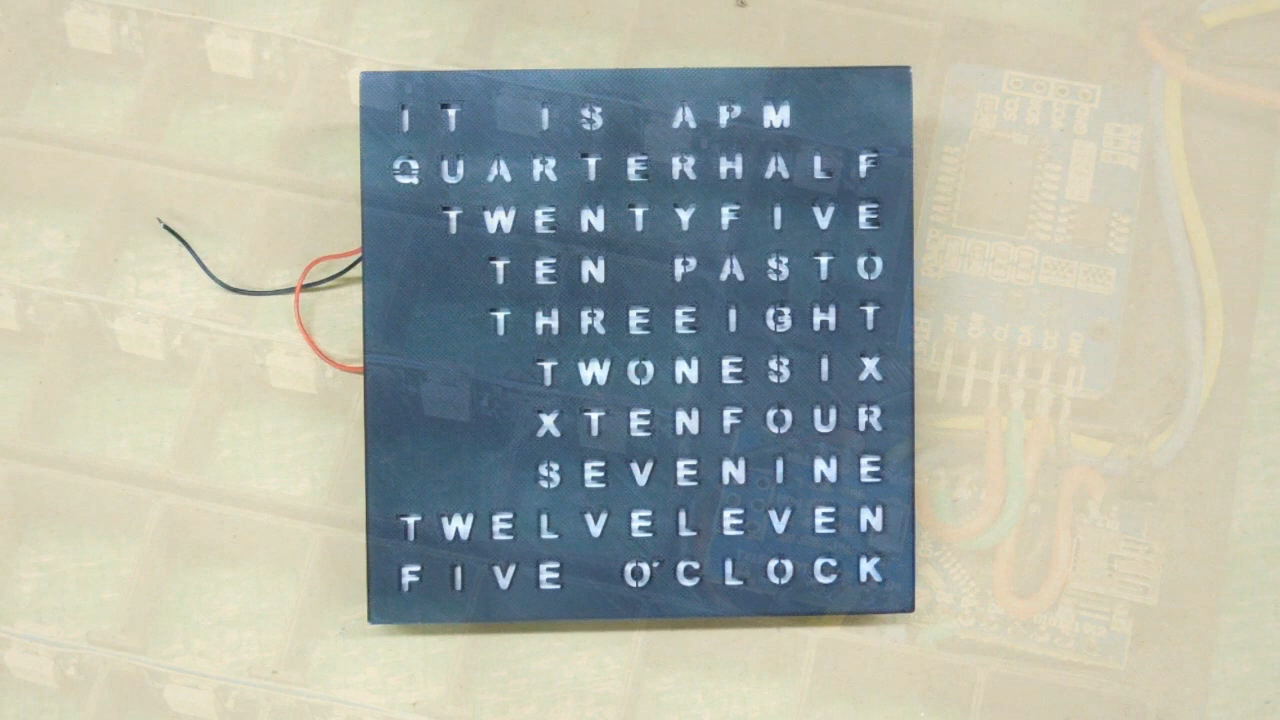 IT IS APM
QUARTERHALF
TWENTYFIVE
TEN PASTO
THREEIGHT
TWONESIX
XTENFOUR
SEVENINE
TWELVELEVEN
FIVE O'CLOCK